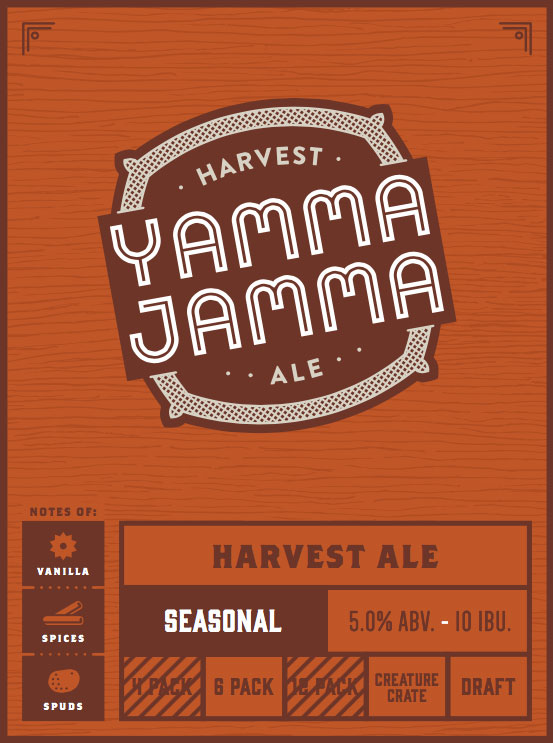 HARVEST
YAMMA
JAMMA
ALE
NOTES OF:
VANILLA
SPICES
SPUDS
HARVEST ALE
SEASONAL
5.0% ABV. - 10 IBU.
4 PACK
6 PACK
12 PACK
CREATURE
CRATE
DRAFT